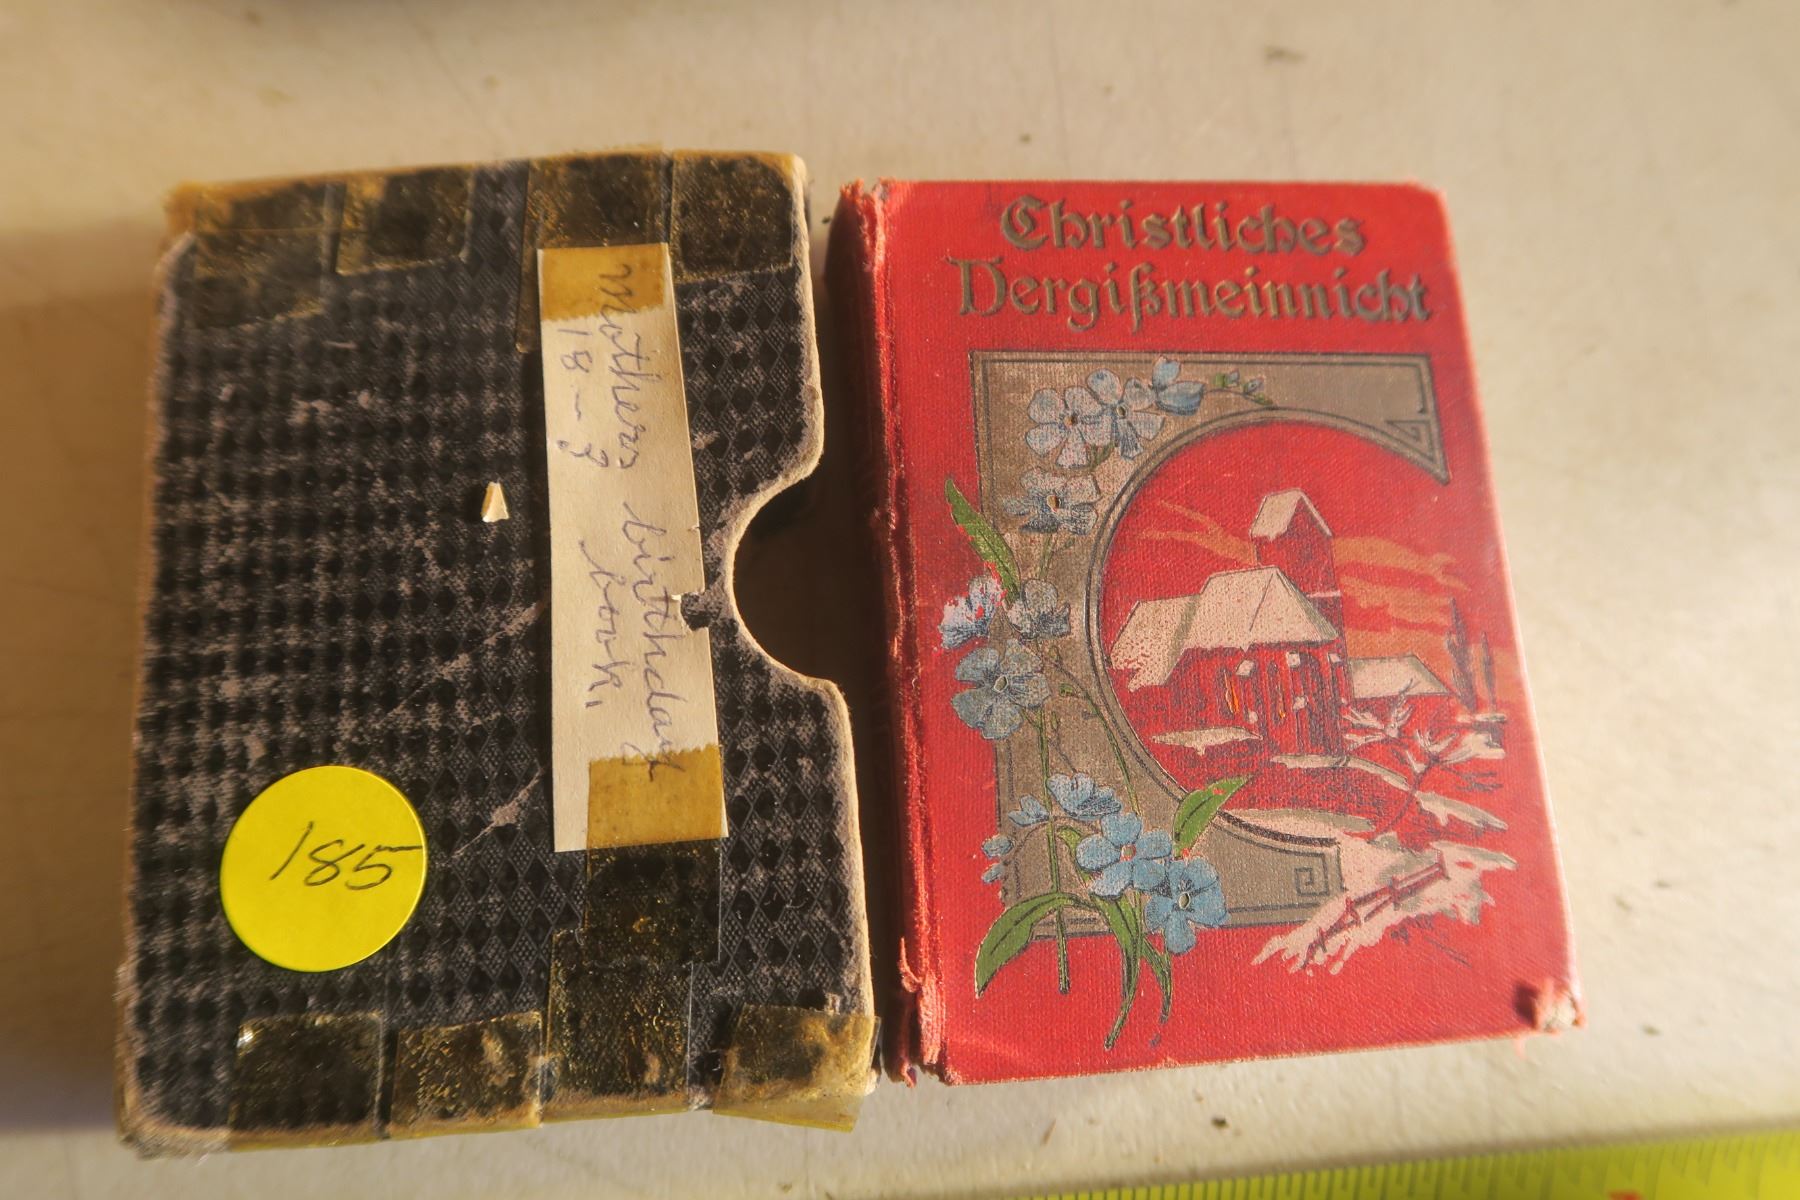 Mothers birthday
18-3 book,
185
Christliches
Vergißmeinnicht